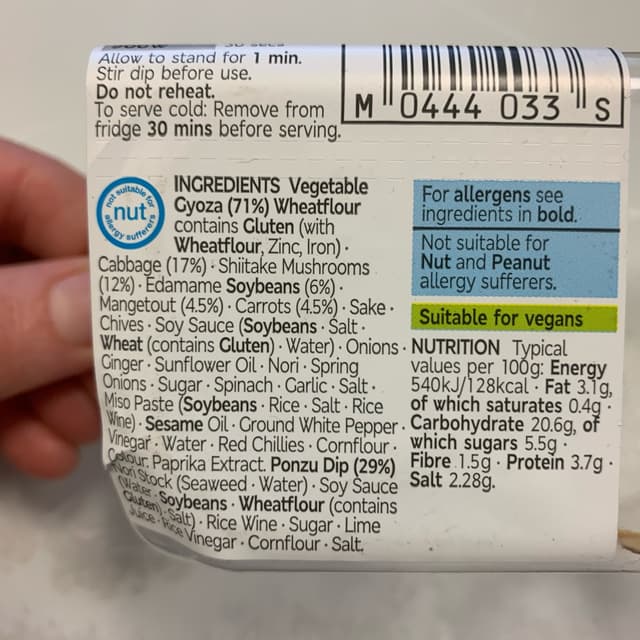 Allow to stand for 1 min.
Stir dip before use.
Do not reheat.
To serve cold: Remove from
fridge 30 mins before serving.
M 0444 033 S
not suitable for
nut
allergy sufferers
INGREDIENTS Vegetable
Gyoza (71%) Wheatflour
contains Gluten (with
Wheatflour, Zinc, Iron) ·
Cabbage (17%) · Shiitake Mushrooms
(12%) · Edamame Soybeans (6%) ·
Mangetout (4.5%) · Carrots (4.5%) · Sake ·
Chives · Soy Sauce (Soybeans · Salt ·
Wheat (contains Gluten) · Water) · Onions ·
Ginger · Sunflower Oil · Nori · Spring
Onions · Sugar · Spinach · Garlic · Salt ·
Miso Paste (Soybeans · Rice · Salt · Rice
Wine) · Sesame Oil · Ground White Pepper ·
Vinegar · Water · Red Chillies · Cornflour ·
Colour: Paprika Extract. Ponzu Dip (29%)
Nori Stock (Seaweed · Water) · Soy Sauce
(Water · Soybeans · Wheatflour (contains
Gluten) · Salt) · Rice Wine · Sugar · Lime
Juice · Rice Vinegar · Cornflour · Salt.
For allergens see
ingredients in bold.
Not suitable for
Nut and Peanut
allergy sufferers.
Suitable for vegans
NUTRITION Typical
values per 100g: Energy
540kJ/128kcal · Fat 3.1g,
of which saturates 0.4g ·
Carbohydrate 20.6g, of
which sugars 5.5g ·
Fibre 1.5g · Protein 3.7g ·
Salt 2.28g.